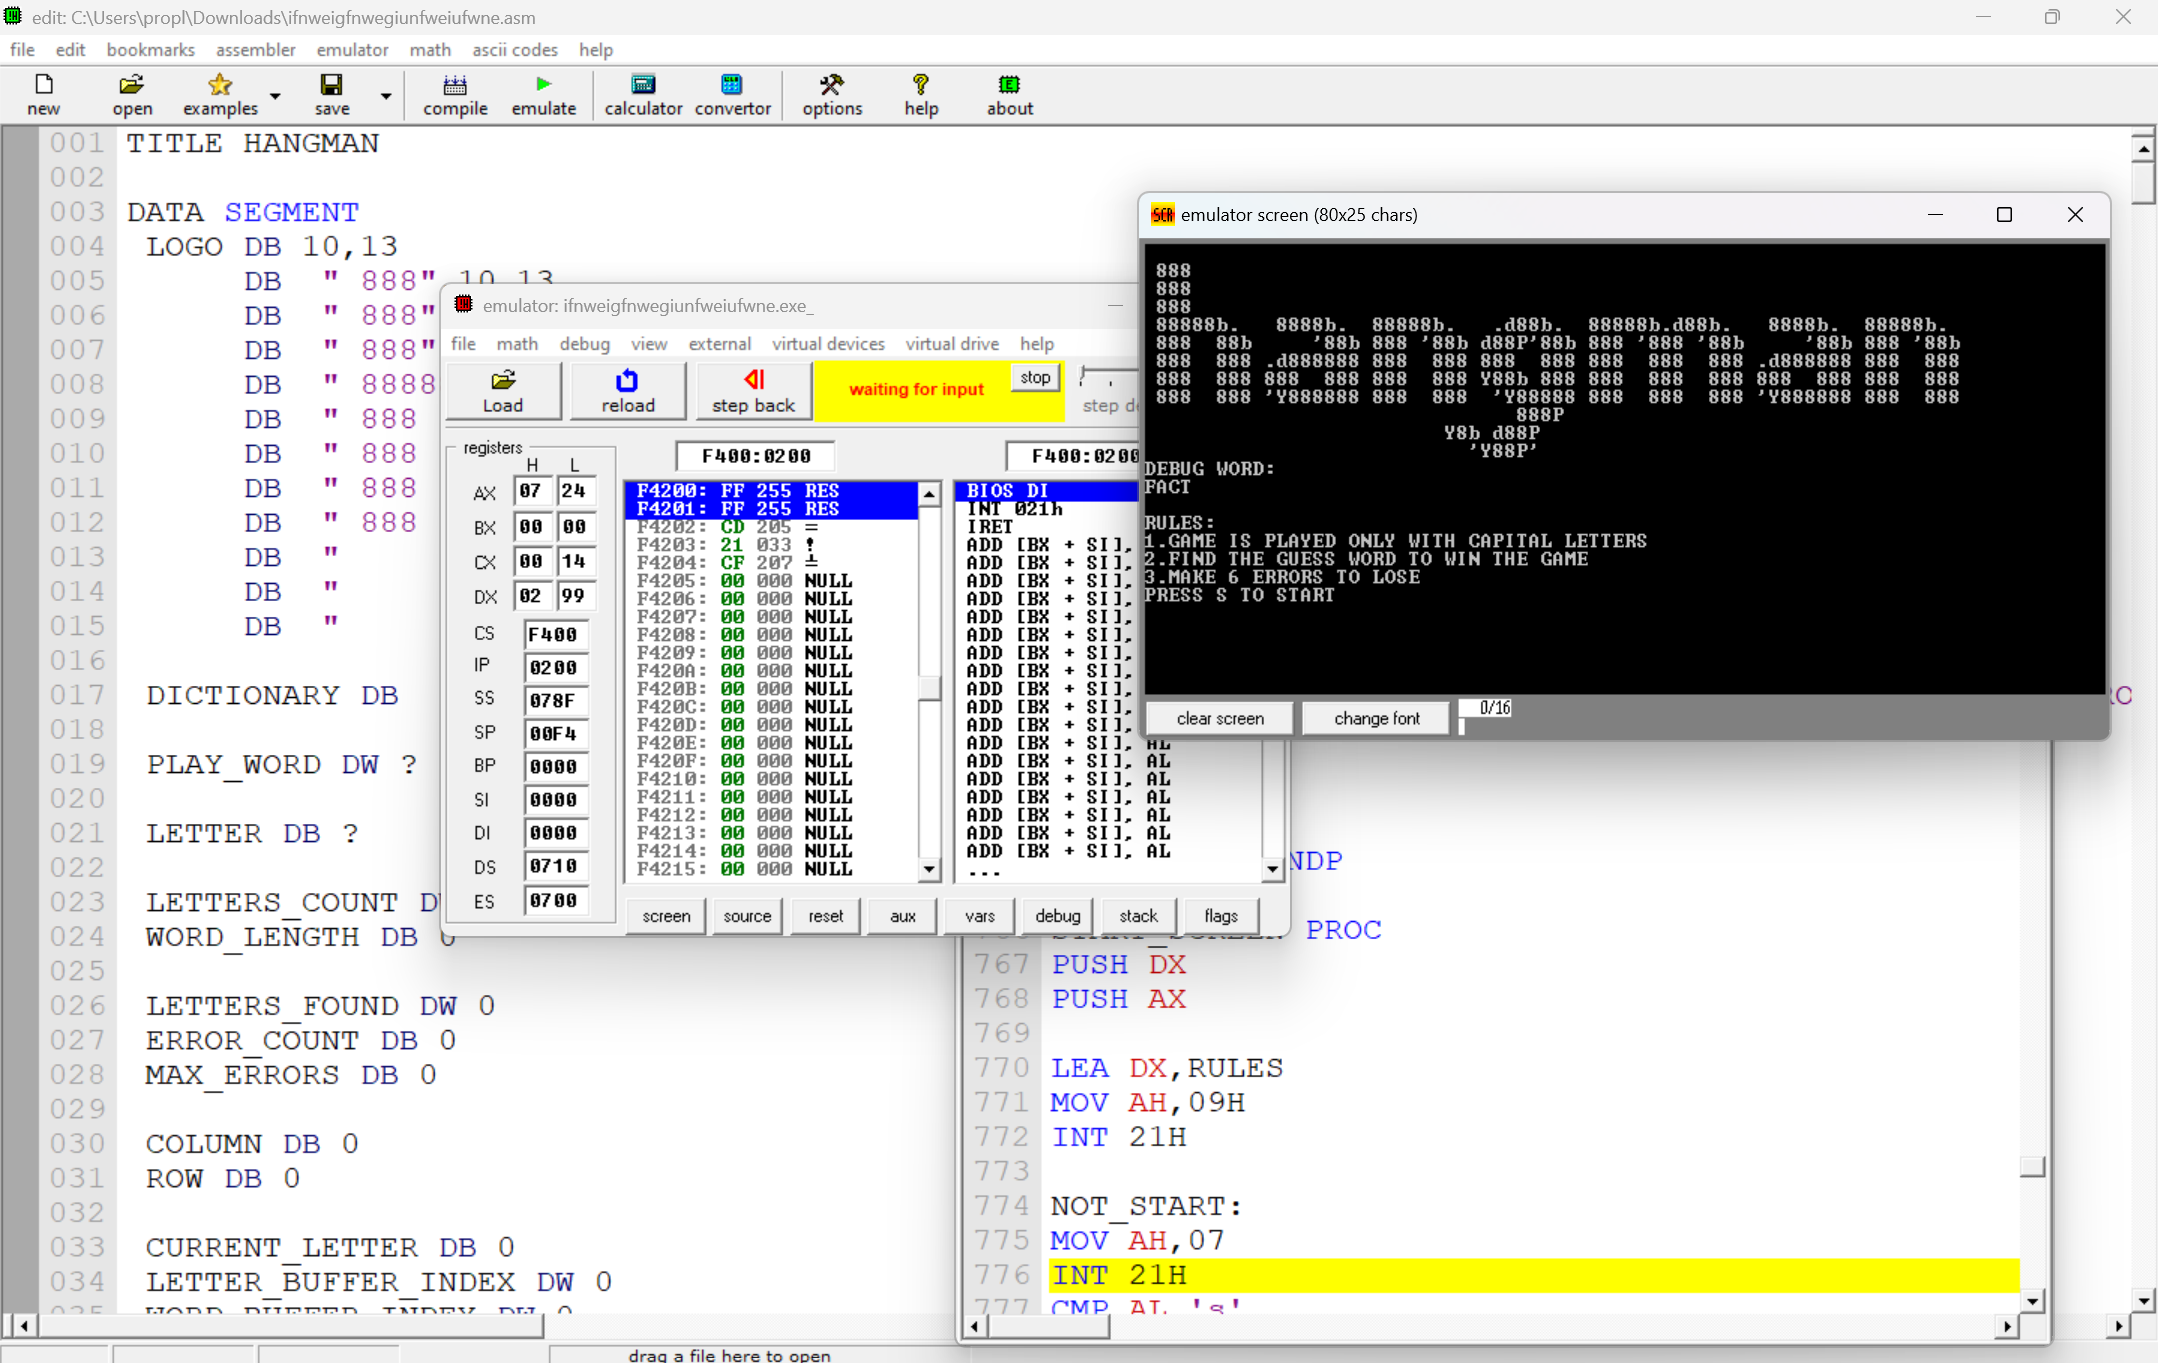 edit: C:\Users\propl\Downloads\ifnweigfnwegiunfweiufwne.asm
file edit bookmarks assembler emulator math ascii codes help
new open examples save compile emulate calculator convertor options help about
001 TITLE HANGMAN
002
003 DATA SEGMENT
004 LOGO DB 10,13
005 DB " 888" 10 13
006 DB " 888"
007 DB " 888"
008 DB " 8888
009 DB " 888
010 DB " 888
011 DB " 888
012 DB " 888
013 DB "
014 DB "
015 DB "
016
017 DICTIONARY DB
018
019 PLAY_WORD DW ?
020
021 LETTER DB ?
022
023 LETTERS_COUNT D
024 WORD_LENGTH DB 0
025
026 LETTERS_FOUND DW 0
027 ERROR_COUNT DB 0
028 MAX_ERRORS DB 0
029
030 COLUMN DB 0
031 ROW DB 0
032
033 CURRENT_LETTER DB 0
034 LETTER_BUFFER_INDEX DW 0
035 WORD_BUFFER_INDEX DW 0
drag a file here to open
emulator: ifnweigfnwegiunfweiufwne.exe_
file math debug view external virtual devices virtual drive help
Load reload step back waiting for input stop step de
registers F400:0200 F400:0200
H L
AX 07 24
BX 00 00
CX 00 14
DX 02 99
CS F400
IP 0200
SS 078F
SP 00F4
BP 0000
SI 0000
DI 0000
DS 0710
ES 0700
F4200: FF 255 RES
F4201: FF 255 RES
F4202: CD 205 =
F4203: 21 033 !
F4204: CF 207 ╧
F4205: 00 000 NULL
F4206: 00 000 NULL
F4207: 00 000 NULL
F4208: 00 000 NULL
F4209: 00 000 NULL
F420A: 00 000 NULL
F420B: 00 000 NULL
F420C: 00 000 NULL
F420D: 00 000 NULL
F420E: 00 000 NULL
F420F: 00 000 NULL
F4210: 00 000 NULL
F4211: 00 000 NULL
F4212: 00 000 NULL
F4213: 00 000 NULL
F4214: 00 000 NULL
F4215: 00 000 NULL
BIOS DI
INT 021h
IRET
ADD [BX + SI],
ADD [BX + SI],
ADD [BX + SI],
ADD [BX + SI],
ADD [BX + SI],
ADD [BX + SI],
ADD [BX + SI],
ADD [BX + SI],
ADD [BX + SI],
ADD [BX + SI],
ADD [BX + SI],
ADD [BX + SI], AL
ADD [BX + SI], AL
ADD [BX + SI], AL
ADD [BX + SI], AL
ADD [BX + SI], AL
ADD [BX + SI], AL
ADD [BX + SI], AL
...
screen source reset aux vars debug stack flags
emulator screen (80x25 chars)
888
888
888
88888b.   8888b.  88888b.   .d88b.  88888b.d88b.   8888b.  88888b.
888 '88b     '88b 888 '88b d88P'88b 888 '888 '88b     '88b 888 '88b
888  888 .d888888 888  888 888  888 888  888  888 .d888888 888  888
888  888 888  888 888  888 Y88b 888 888  888  888 888  888 888  888
888  888 'Y888888 888  888  'Y88888 888  888  888 'Y888888 888  888
888P
Y8b d88P
'Y88P'
DEBUG WORD:
FACT
RULES:
1.GAME IS PLAYED ONLY WITH CAPITAL LETTERS
2.FIND THE GUESS WORD TO WIN THE GAME
3.MAKE 6 ERRORS TO LOSE
PRESS S TO START
clear screen change font 0/16
NDP
START_SCREEN PROC
767 PUSH DX
768 PUSH AX
769
770 LEA DX,RULES
771 MOV AH,09H
772 INT 21H
773
774 NOT_START:
775 MOV AH,07
776 INT 21H
777 CMP AL 's'